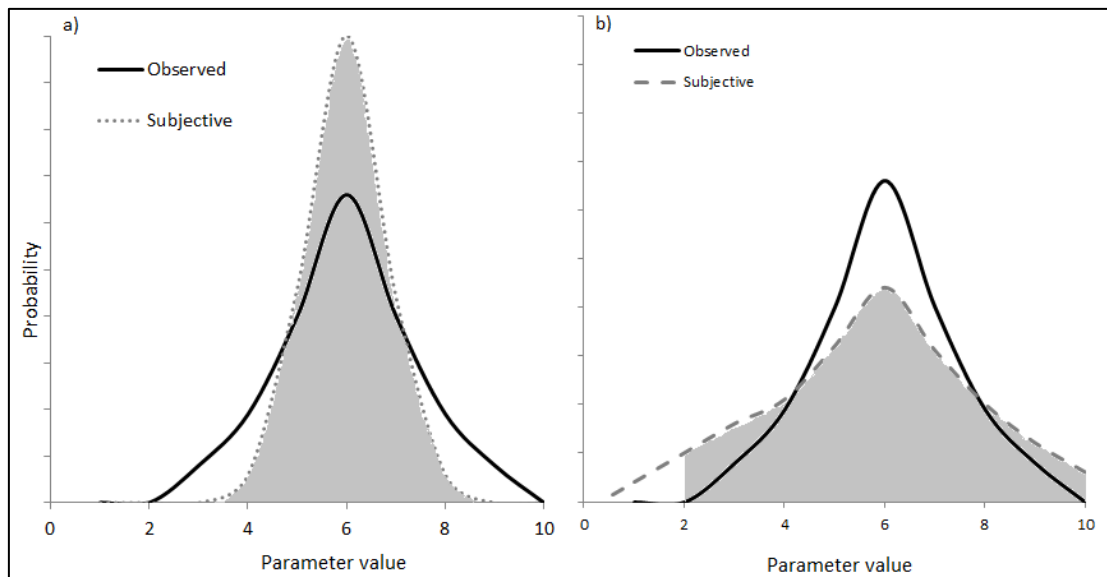 a)
Observed
Subjective
Probability
0 2 4 6 8 10
Parameter value
b)
Observed
Subjective
0 2 4 6 8 10
Parameter value